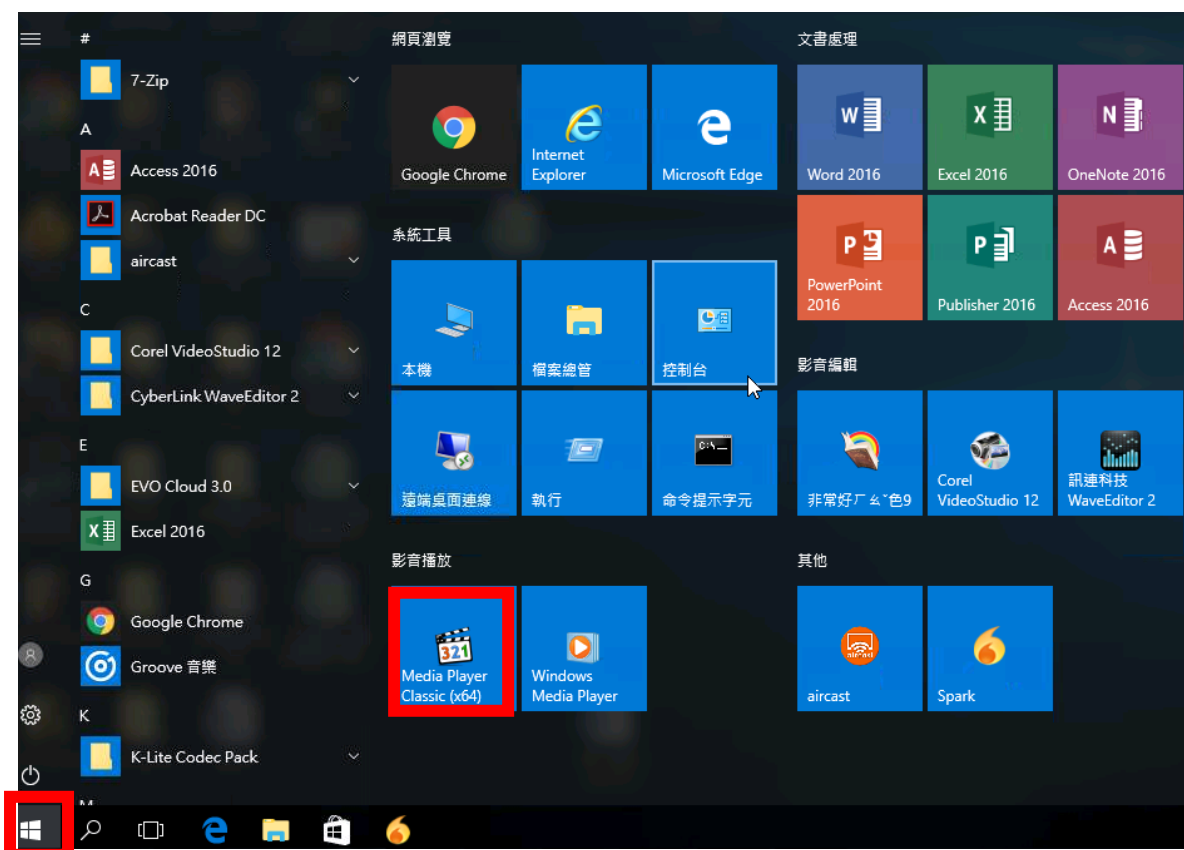 #
7-Zip
A
Access 2016
Acrobat Reader DC
aircast
C
Corel VideoStudio 12
CyberLink WaveEditor 2
E
EVO Cloud 3.0
Excel 2016
G
Google Chrome
Groove 音樂
K
K-Lite Codec Pack
M
網頁瀏覽
Google Chrome
Internet
Explorer
Microsoft Edge
系統工具
本機
檔案總管
控制台
遠端桌面連線
執行
C:\_
命令提示字元
影音播放
321
Media Player
Classic (x64)
Windows
Media Player
文書處理
Word 2016
Excel 2016
OneNote 2016
PowerPoint
2016
Publisher 2016
Access 2016
影音編輯
非常好ㄏㄠˇ色9
Corel
VideoStudio 12
訊連科技
WaveEditor 2
其他
aircast
aircast
Spark